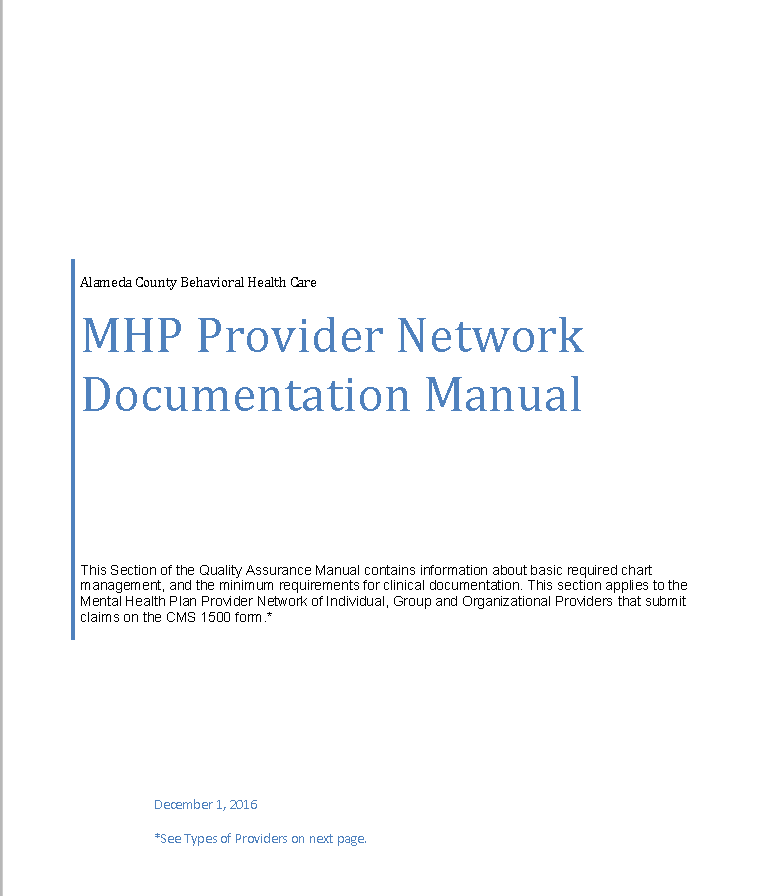 Alameda County Behavioral Health Care
MHP Provider Network
Documentation Manual
This Section of the Quality Assurance Manual contains information about basic required chart
management, and the minimum requirements for clinical documentation. This section applies to the
Mental Health Plan Provider Network of Individual, Group and Organizational Providers that submit
claims on the CMS 1500 form.*
December 1, 2016
*See Types of Providers on next page.